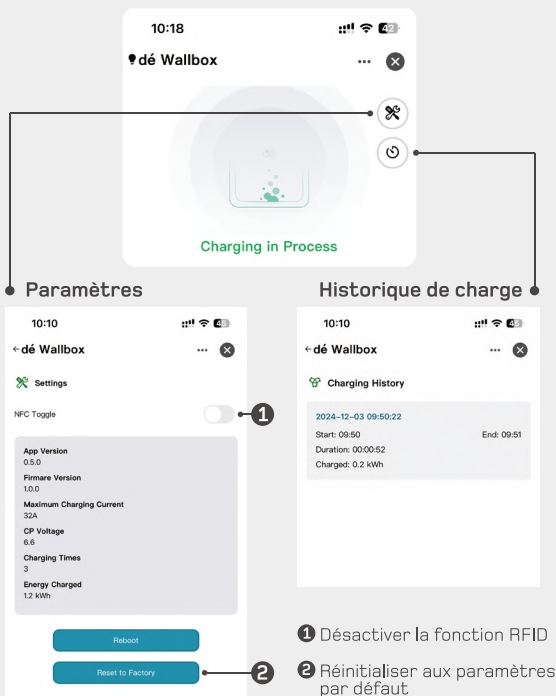 10:18
42
dé Wallbox
Charging in Process
Paramètres
10:10
45
dé Wallbox
Settings
NFC Toggle
1
App Version
0.5.0
Firmare Version
1.0.0
Maximum Charging Current
32A
CP Voltage
6.6
Charging Times
3
Energy Charged
1.2 kWh
Reboot
Reset to Factory
2
Historique de charge
10:10
45
dé Wallbox
Charging History
2024-12-03 09:50:22
Start: 09:50 End: 09:51
Duration: 00:00:52
Charged: 0.2 kWh
1 Désactiver la fonction RFID
2 Réinitialiser aux paramètres
par défaut